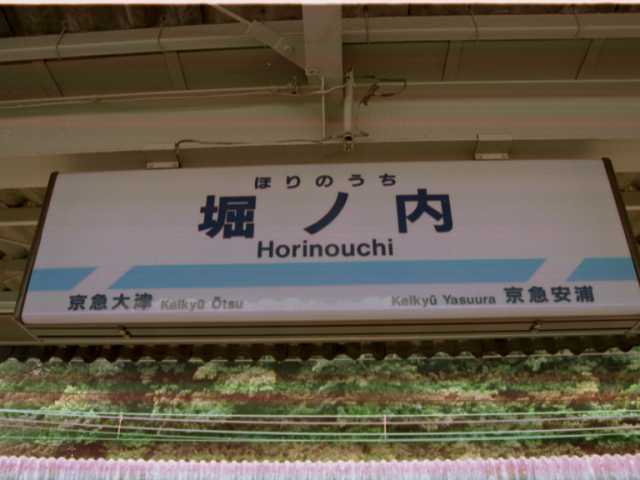 ほりのうち
堀ノ内
Horinouchi
京急大津 Keikyū Ōtsu
Keikyū Yasuura 京急安浦